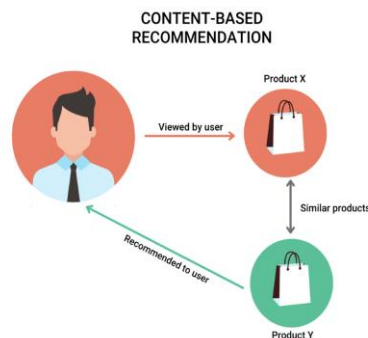 CONTENT-BASED
RECOMMENDATION
Product X
Viewed by user
Similar products
Recommended to user
Product Y